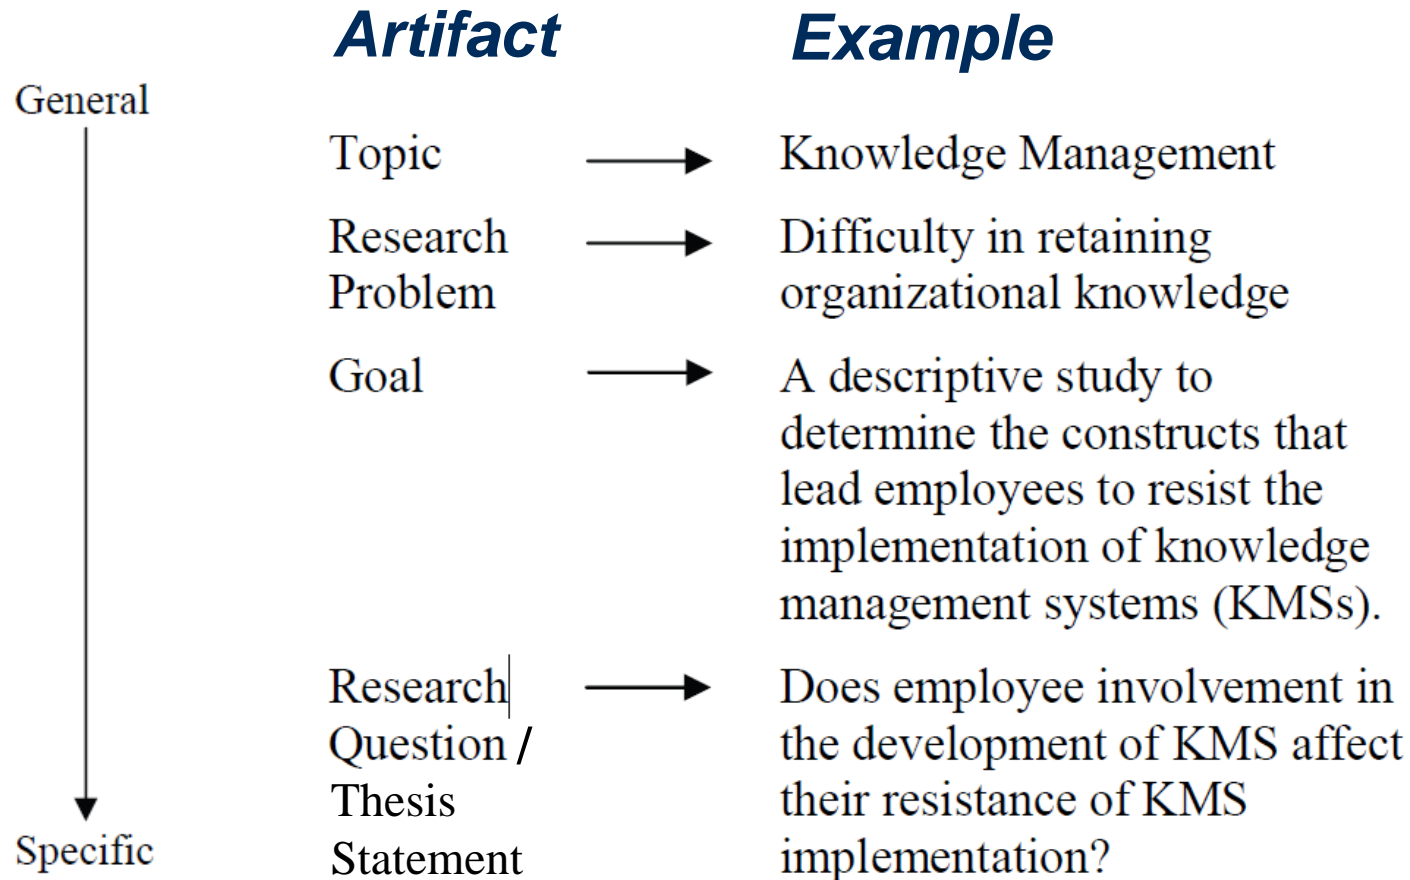 Artifact Example
General
Topic Knowledge Management
Research Difficulty in retaining
Problem organizational knowledge
Goal A descriptive study to
determine the constructs that
lead employees to resist the
implementation of knowledge
management systems (KMSs).
Research Does employee involvement in
Question / the development of KMS affect
Thesis their resistance of KMS
Specific Statement implementation?